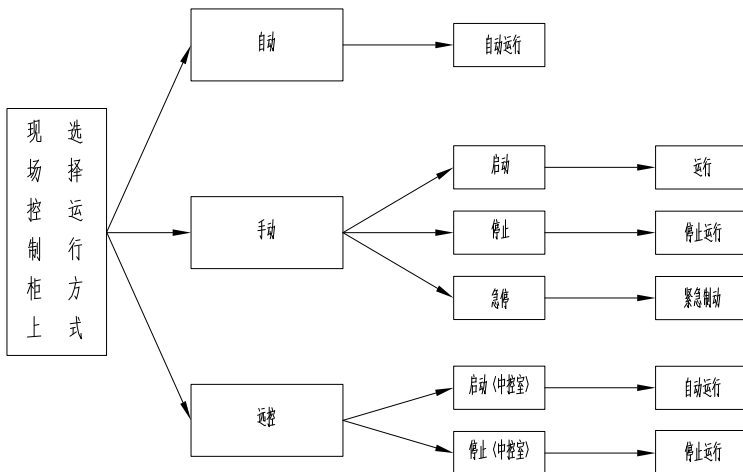 现场控制柜上
选择运行方式
自动
自动运行
手动
启动
运行
停止
停止运行
急停
紧急制动
远控
启动（中控室）
自动运行
停止（中控室）
停止运行